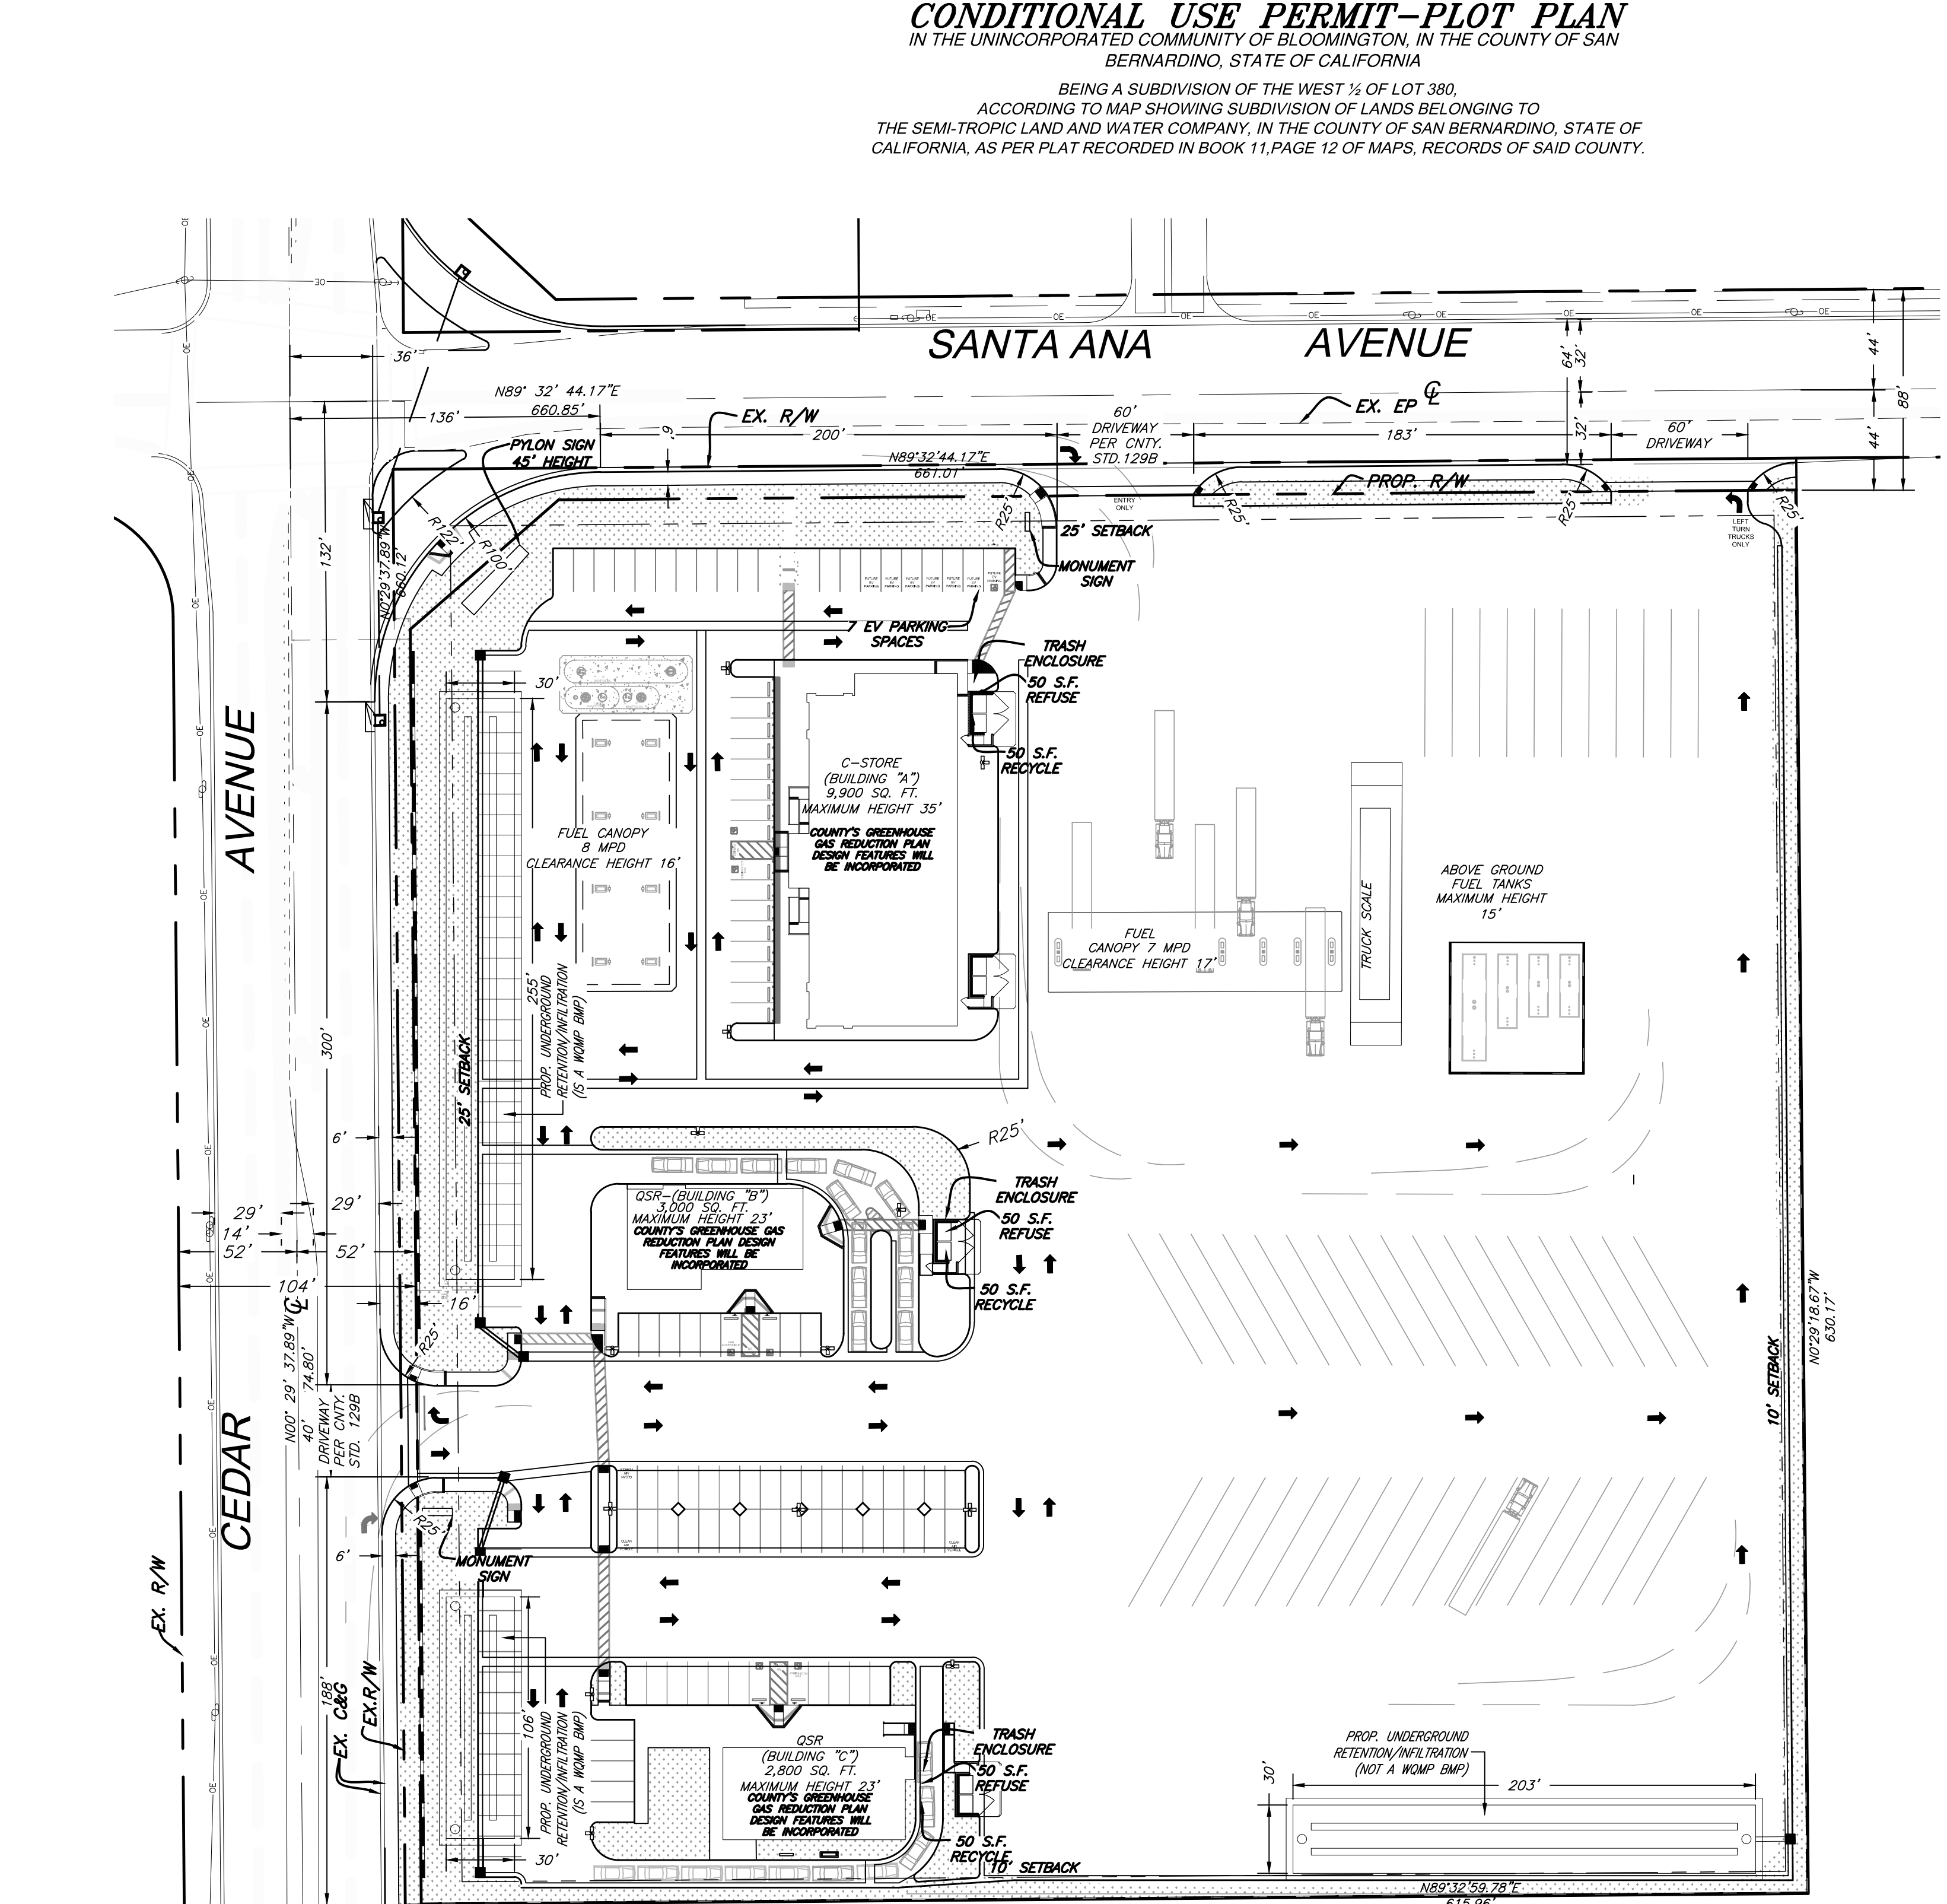 CONDITIONAL USE PERMIT-PLOT PLAN
IN THE UNINCORPORATED COMMUNITY OF BLOOMINGTON, IN THE COUNTY OF SAN
BERNARDINO, STATE OF CALIFORNIA
BEING A SUBDIVISION OF THE WEST ½ OF LOT 380,
ACCORDING TO MAP SHOWING SUBDIVISION OF LANDS BELONGING TO
THE SEMI-TROPIC LAND AND WATER COMPANY, IN THE COUNTY OF SAN BERNARDINO, STATE OF
CALIFORNIA, AS PER PLAT RECORDED IN BOOK 11,PAGE 12 OF MAPS, RECORDS OF SAID COUNTY.
SANTA ANA AVENUE
36'
N89° 32' 44.17"E
660.85'
136'
EX. R/W
200'
9'
N89°32'44.17"E
661.01'
60'
DRIVEWAY
PER CNTY.
STD.129B
EX. EP
183'
60'
DRIVEWAY
64'
32'
32'
44'
44'
88'
PYLON SIGN
45' HEIGHT
PROP. R/W
R25'
R25'
R25'
R25'
ENTRY
ONLY
LEFT
TURN
TRUCKS
ONLY
25' SETBACK
MONUMENT
SIGN
R122'
R100'
132'
N0°29'37.89"W
660.12'
7 EV PARKING
SPACES
TRASH
ENCLOSURE
50 S.F.
REFUSE
50 S.F.
RECYCLE
30'
C-STORE
(BUILDING "A")
9,900 SQ. FT.
MAXIMUM HEIGHT 35'
COUNTY'S GREENHOUSE
GAS REDUCTION PLAN
DESIGN FEATURES WILL
BE INCORPORATED
FUEL CANOPY
8 MPD
CLEARANCE HEIGHT 16'
FUEL
CANOPY 7 MPD
CLEARANCE HEIGHT 17'
TRUCK SCALE
ABOVE GROUND
FUEL TANKS
MAXIMUM HEIGHT
15'
AVENUE
CEDAR
300'
255'
PROP. UNDERGROUND
RETENTION/INFILTRATION
(IS A WQMP BMP)
25' SETBACK
6'
29'
29'
14'
52'
52'
104'
16'
R25'
R25'
QSR-(BUILDING "B")
3,000 SQ. FT.
MAXIMUM HEIGHT 23'
COUNTY'S GREENHOUSE GAS
REDUCTION PLAN DESIGN
FEATURES WILL BE
INCORPORATED
TRASH
ENCLOSURE
50 S.F.
REFUSE
50 S.F.
RECYCLE
N0°29'18.67"W
630.17'
10' SETBACK
N00° 29' 37.89"W
74.80'
40'
DRIVEWAY
PER CNTY.
STD. 129B
R25'
6'
MONUMENT
SIGN
EX. R/W
EX. C&G
EX.R/W
188'
106'
PROP. UNDERGROUND
RETENTION/INFILTRATION
(IS A WQMP BMP)
30'
QSR
(BUILDING "C")
2,800 SQ. FT.
MAXIMUM HEIGHT 23'
COUNTY'S GREENHOUSE
GAS REDUCTION PLAN
DESIGN FEATURES WILL
BE INCORPORATED
TRASH
ENCLOSURE
50 S.F.
REFUSE
50 S.F.
RECYCLE
10' SETBACK
PROP. UNDERGROUND
RETENTION/INFILTRATION
(NOT A WQMP BMP)
30'
203'
N89°32'59.78"E
615.96'